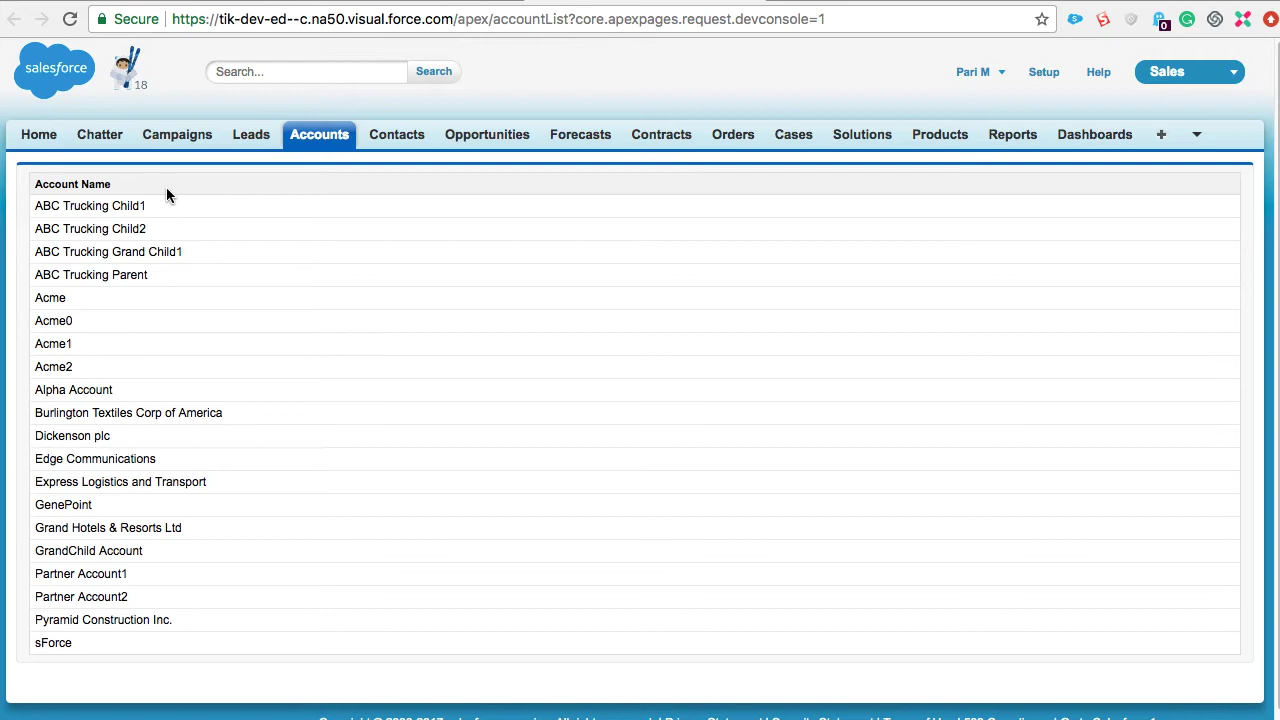 Secure https://tik-dev-ed--c.na50.visual.force.com/apex/accountList?core.apexpages.request.devconsole=1
0
salesforce
18
Search...
Search
Pari M
Setup
Help
Sales
Home Chatter Campaigns Leads Accounts Contacts Opportunities Forecasts Contracts Orders Cases Solutions Products Reports Dashboards +
Account Name
ABC Trucking Child1
ABC Trucking Child2
ABC Trucking Grand Child1
ABC Trucking Parent
Acme
Acme0
Acme1
Acme2
Alpha Account
Burlington Textiles Corp of America
Dickenson plc
Edge Communications
Express Logistics and Transport
GenePoint
Grand Hotels & Resorts Ltd
GrandChild Account
Partner Account1
Partner Account2
Pyramid Construction Inc.
sForce